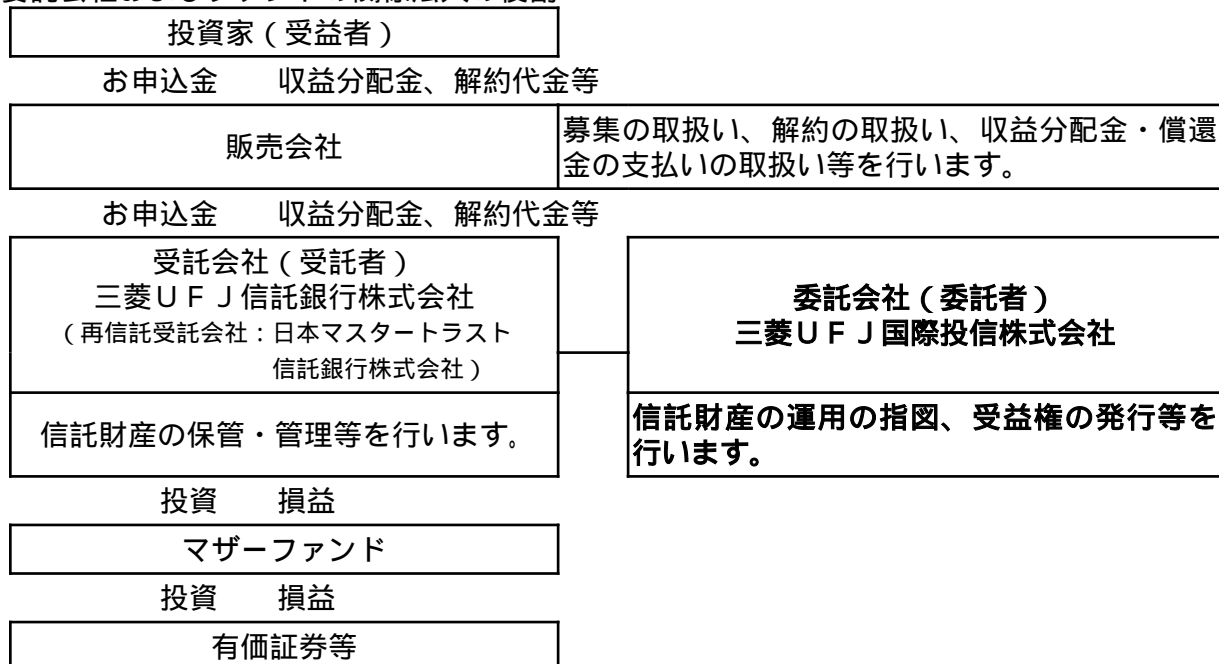 投資家（受益者）
お申込金　収益分配金、解約代金等
販売会社
募集の取扱い、解約の取扱い、収益分配金・償還
金の支払いの取扱い等を行います。
お申込金　収益分配金、解約代金等
受託会社（受託者）
三菱ＵＦＪ信託銀行株式会社
（再信託受託会社：日本マスタートラスト
信託銀行株式会社）
委託会社（委託者）
三菱ＵＦＪ国際投信株式会社
信託財産の保管・管理等を行います。
信託財産の運用の指図、受益権の発行等を
行います。
投資　損益
マザーファンド
投資　損益
有価証券等